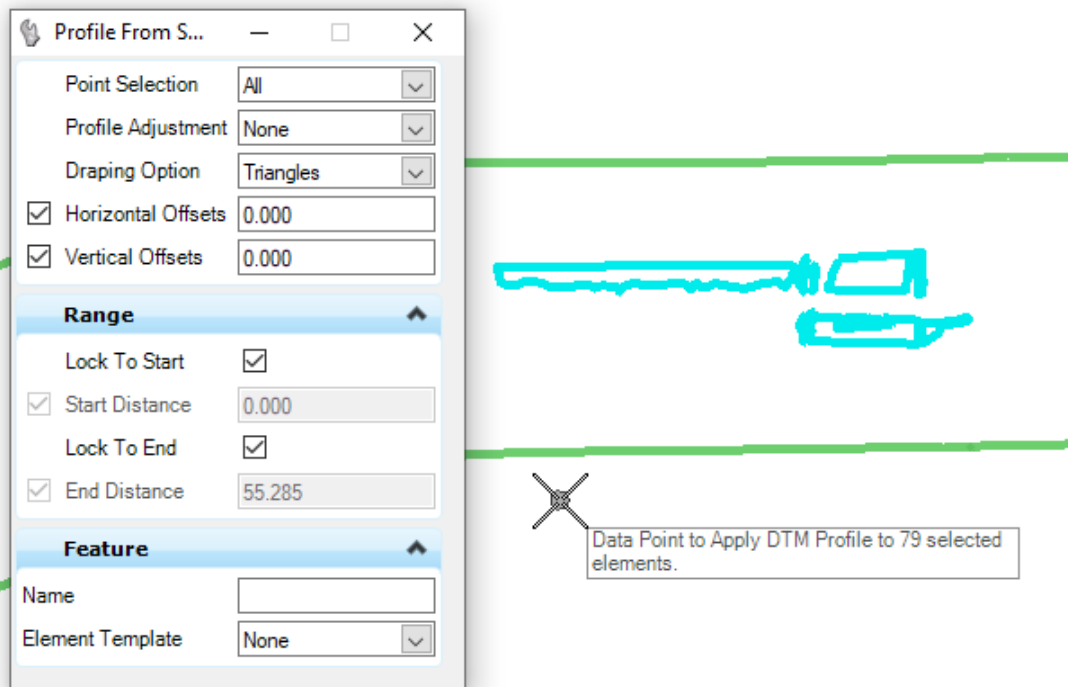 Profile From S...
Point Selection All
Profile Adjustment None
Draping Option Triangles
Horizontal Offsets 0.000
Vertical Offsets 0.000
Range
Lock To Start
Start Distance 0.000
Lock To End
End Distance 55.285
Feature
Name
Element Template None
Data Point to Apply DTM Profile to 79 selected
elements.